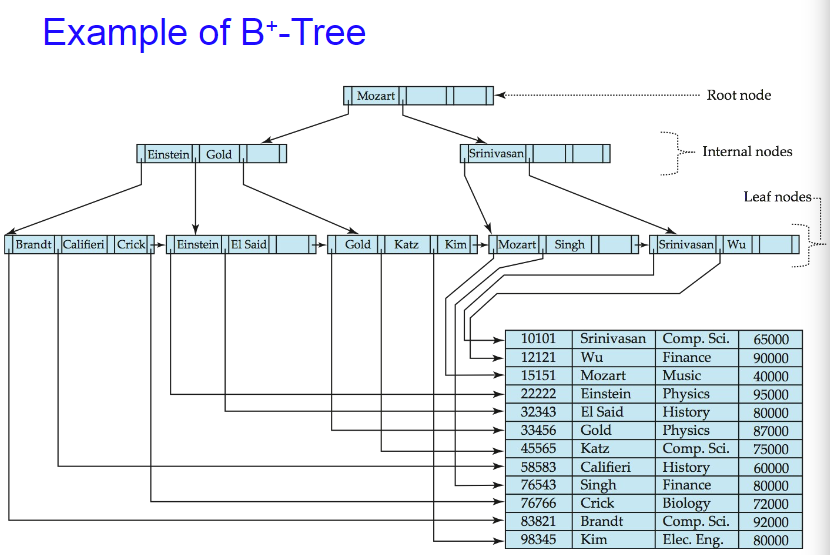 Example of B+-Tree
Mozart
Root node
Einstein Gold
Srinivasan
Internal nodes
Leaf nodes
Brandt Califieri Crick Einstein El Said Gold Katz Kim Mozart Singh Srinivasan Wu
10101 Srinivasan Comp. Sci. 65000
12121 Wu Finance 90000
15151 Mozart Music 40000
22222 Einstein Physics 95000
32343 El Said History 80000
33456 Gold Physics 87000
45565 Katz Comp. Sci. 75000
58583 Califieri History 60000
76543 Singh Finance 80000
76766 Crick Biology 72000
83821 Brandt Comp. Sci. 92000
98345 Kim Elec. Eng. 80000